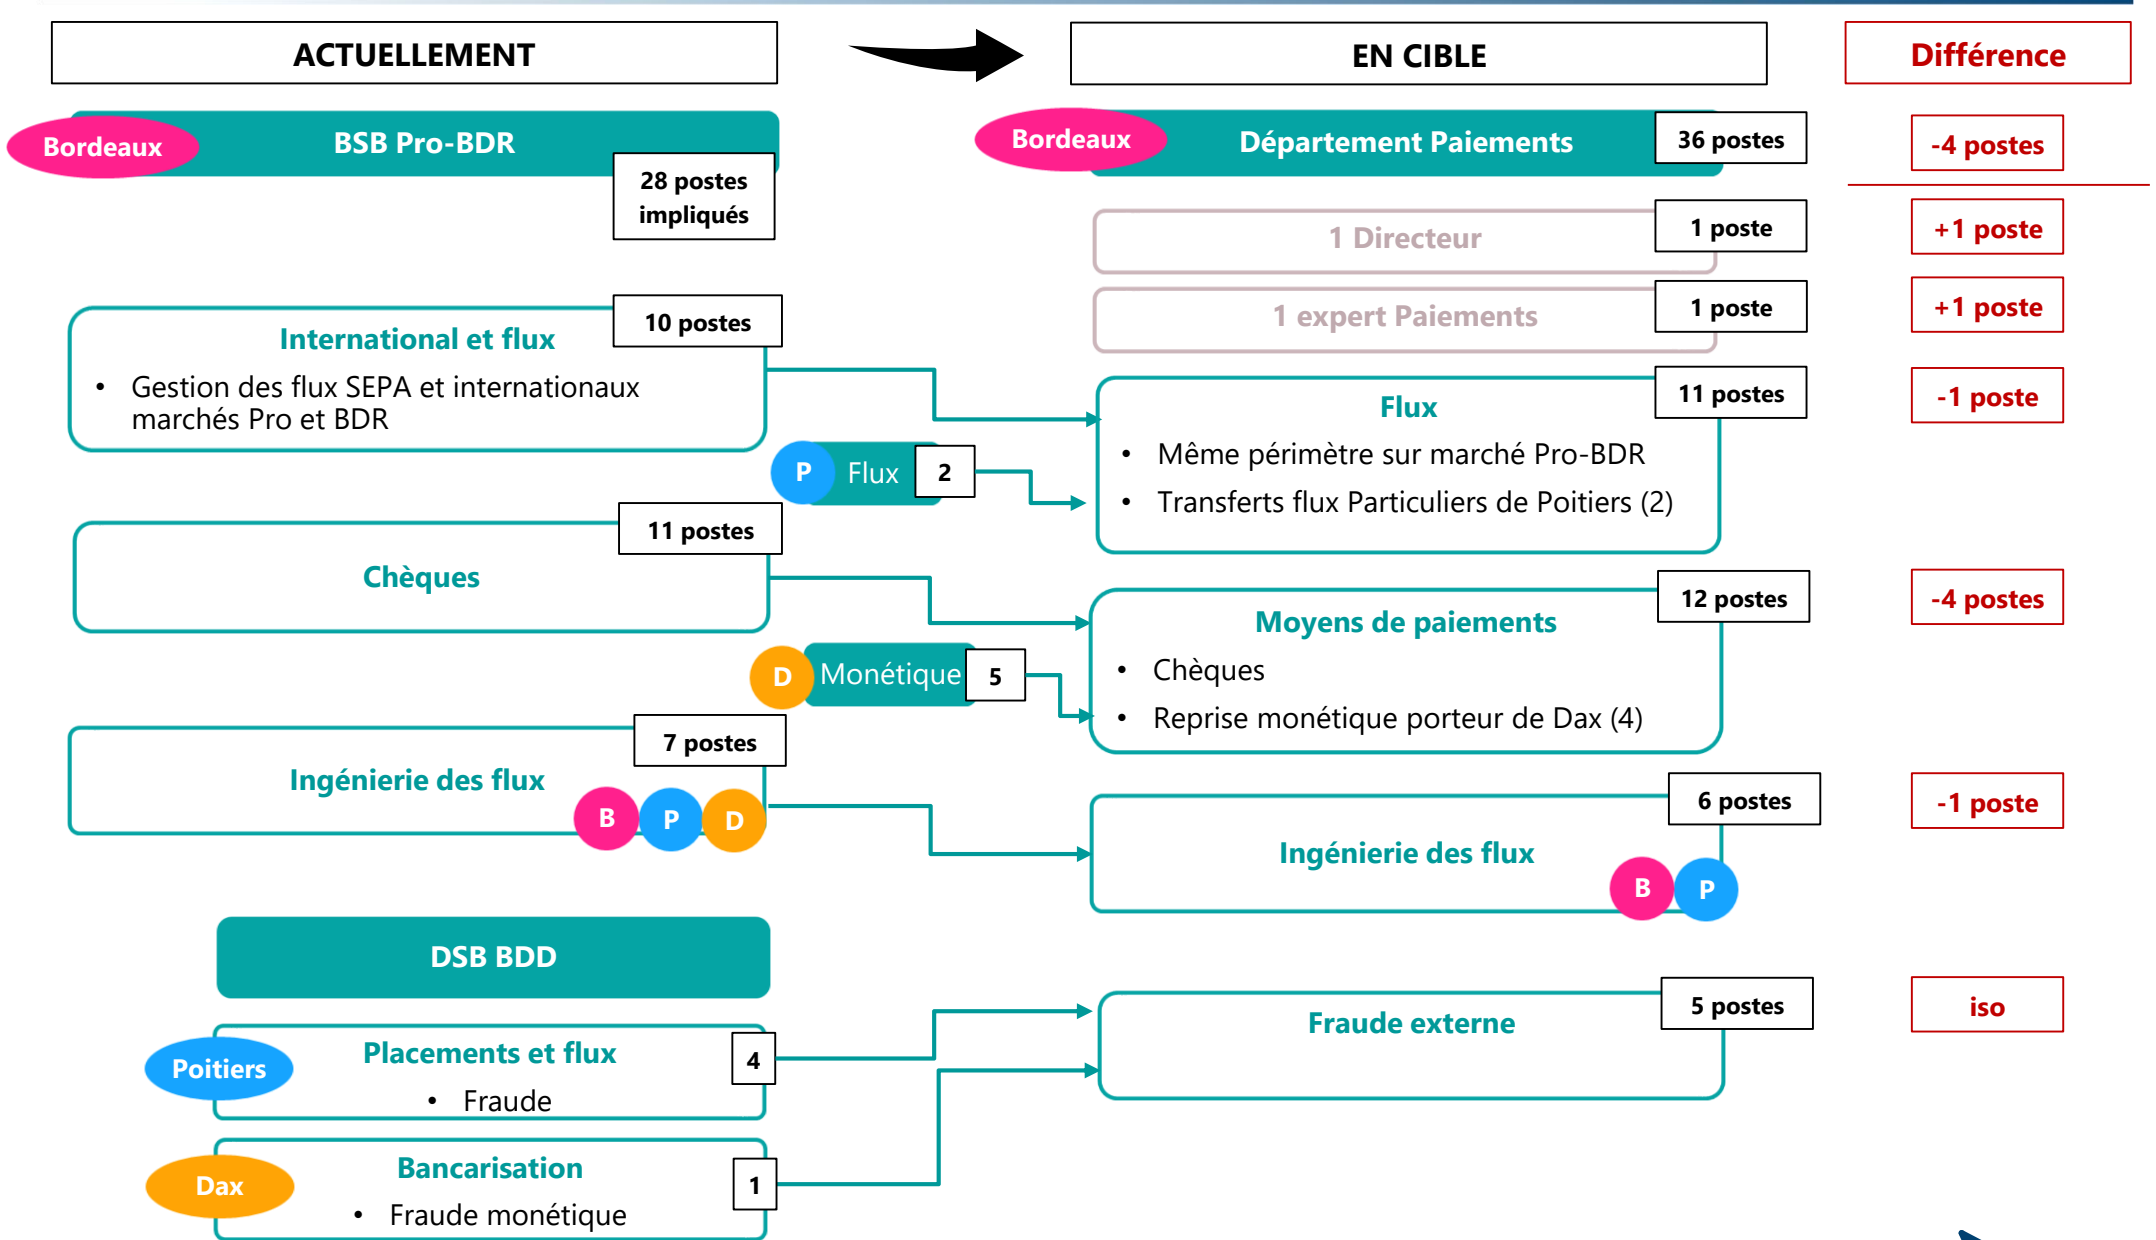 ACTUELLEMENT
EN CIBLE
Différence
Bordeaux
BSB Pro-BDR
28 postes
impliqués
Bordeaux
Département Paiements
36 postes
-4 postes
1 Directeur
1 poste
+1 poste
1 expert Paiements
1 poste
+1 poste
International et flux
10 postes
• Gestion des flux SEPA et internationaux
marchés Pro et BDR
Flux
11 postes
-1 poste
• Même périmètre sur marché Pro-BDR
• Transferts flux Particuliers de Poitiers (2)
P
Flux
2
Chèques
11 postes
Moyens de paiements
12 postes
-4 postes
• Chèques
• Reprise monétique porteur de Dax (4)
D
Monétique
5
Ingénierie des flux
7 postes
B
P
D
Ingénierie des flux
6 postes
-1 poste
B
P
DSB BDD
Poitiers
Placements et flux
4
• Fraude
Fraude externe
5 postes
iso
Dax
Bancarisation
1
• Fraude monétique